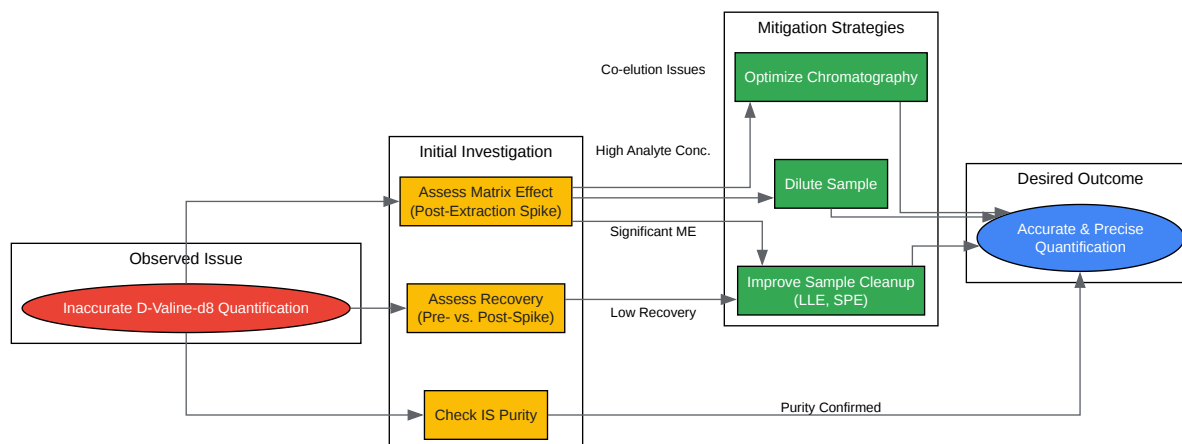 Observed Issue
Inaccurate D-Valine-d8 Quantification
Initial Investigation
Assess Matrix Effect
(Post-Extraction Spike)
Assess Recovery
(Pre- vs. Post-Spike)
Check IS Purity
Co-elution Issues
High Analyte Conc.
Significant ME
Low Recovery
Purity Confirmed
Mitigation Strategies
Optimize Chromatography
Dilute Sample
Improve Sample Cleanup
(LLE, SPE)
Desired Outcome
Accurate & Precise
Quantification